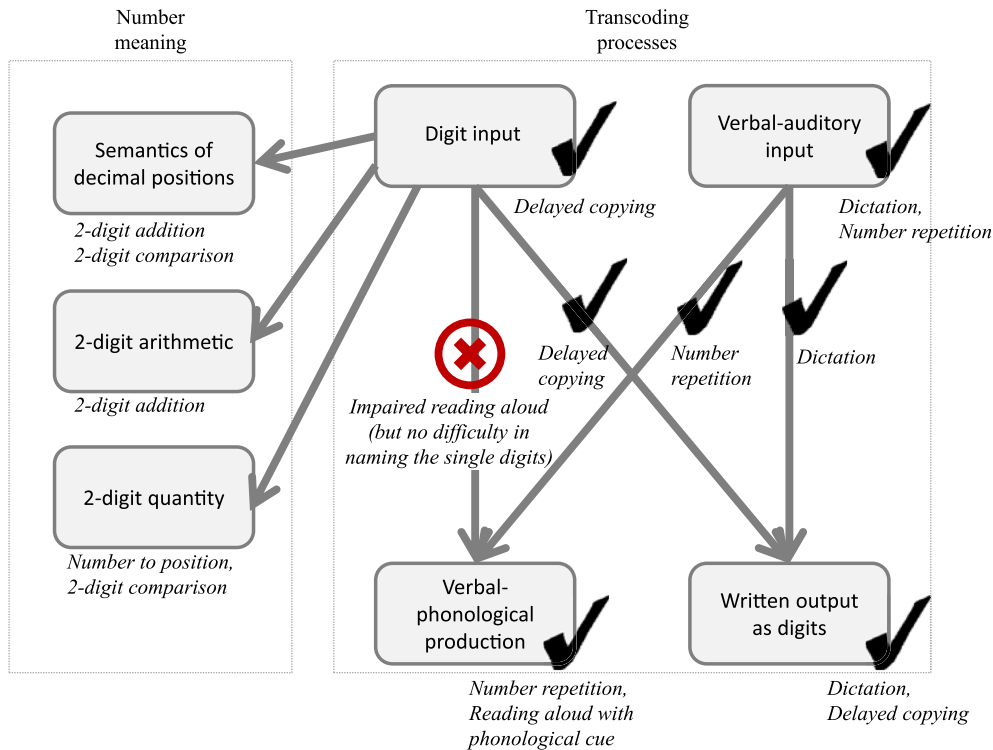 Number
meaning
Transcoding
processes
Semantics of
decimal positions
2-digit addition
2-digit comparison
2-digit arithmetic
2-digit addition
2-digit quantity
Number to position,
2-digit comparison
Digit input
Delayed copying
Verbal-auditory
input
Dictation,
Number repetition
Impaired reading aloud
(but no difficulty in
naming the single digits)
Delayed
copying
Number
repetition
Dictation
Verbal-
phonological
production
Number repetition,
Reading aloud with
phonological cue
Written output
as digits
Dictation,
Delayed copying